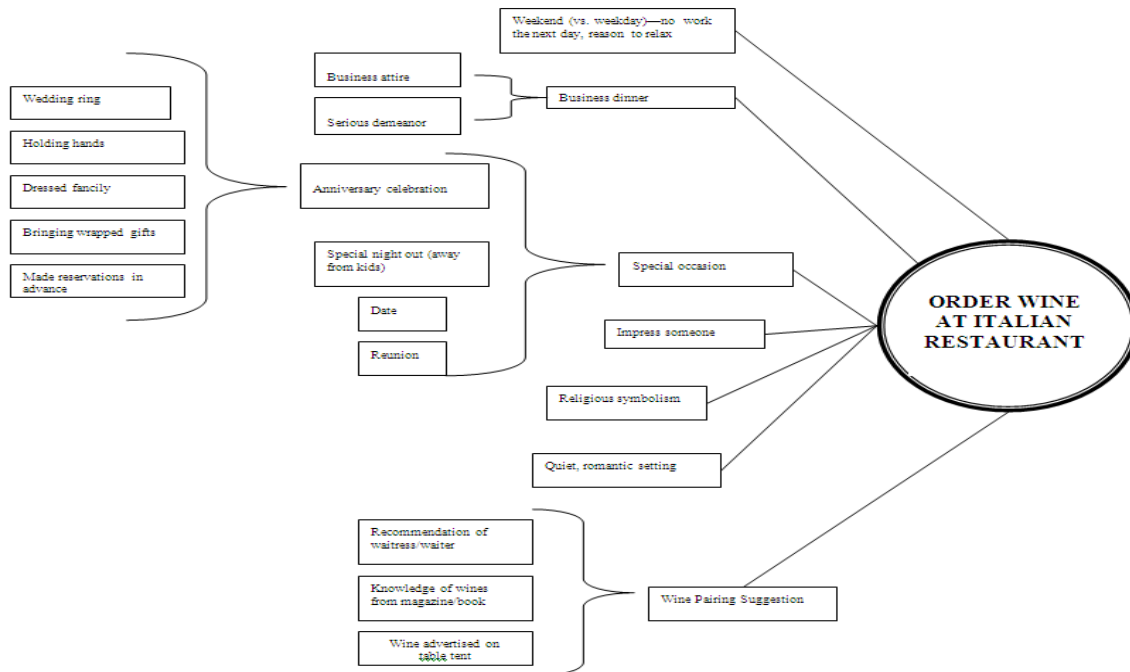 Weekend (vs. weekday)—no work
the next day, reason to relax
Business attire
Serious demeanor
Business dinner
Wedding ring
Holding hands
Dressed fancily
Bringing wrapped gifts
Made reservations in
advance
Anniversary celebration
Special night out (away
from kids)
Date
Reunion
Special occasion
Impress someone
Religious symbolism
Quiet, romantic setting
ORDER WINE
AT ITALIAN
RESTAURANT
Recommendation of
waitress/waiter
Knowledge of wines
from magazine/book
Wine advertised on
table tent
Wine Pairing Suggestion